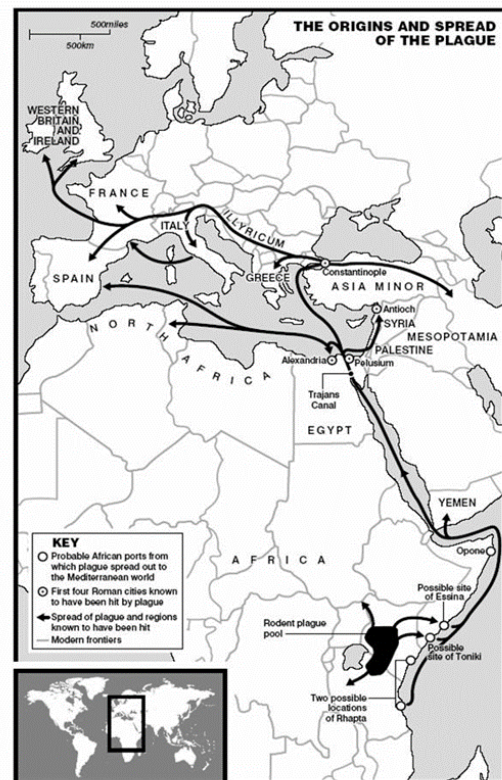 THE ORIGINS AND SPREAD
OF THE PLAGUE
500miles
500km
WESTERN
BRITAIN
AND
IRELAND
FRANCE
ITALY
ILLYRICUM
SPAIN
GREECE
Constantinople
ASIA MINOR
Antioch
SYRIA
MESOPOTAMIA
PALESTINE
NORTH AFRICA
Alexandria
Pelusium
Trajans
Canal
EGYPT
YEMEN
Opone
AFRICA
Possible site
of Essina
Rodent plague
pool
Possible
site of Toniki
Two possible
locations
of Rhapta
KEY
Probable African ports from
which plague spread out to
the Mediterranean world
First four Roman cities known
to have been hit by plague
Spread of plague and regions
known to have been hit
Modern frontiers